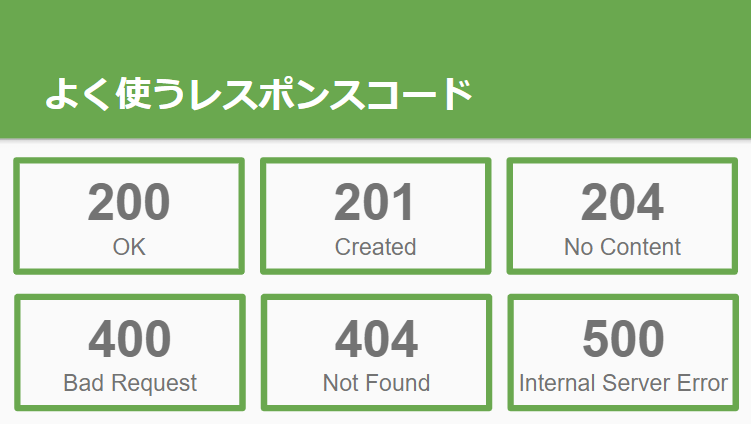 よく使うレスポンスコード
200
OK
201
Created
204
No Content
400
Bad Request
404
Not Found
500
Internal Server Error